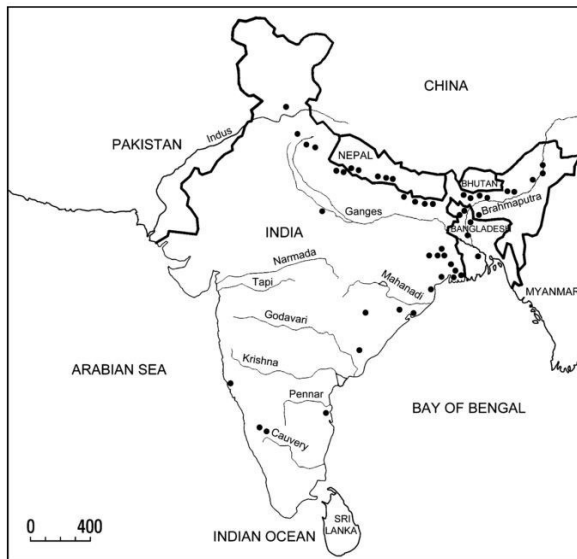 CHINA
PAKISTAN
Indus
NEPAL
BHUTAN
Brahmaputra
Ganges
BANGLADESH
INDIA
Narmada
Tapi
Mahanadi
MYANMAR
Godavari
Krishna
ARABIAN SEA
Pennar
BAY OF BENGAL
Cauvery
SRI
LANKA
0 400
INDIAN OCEAN